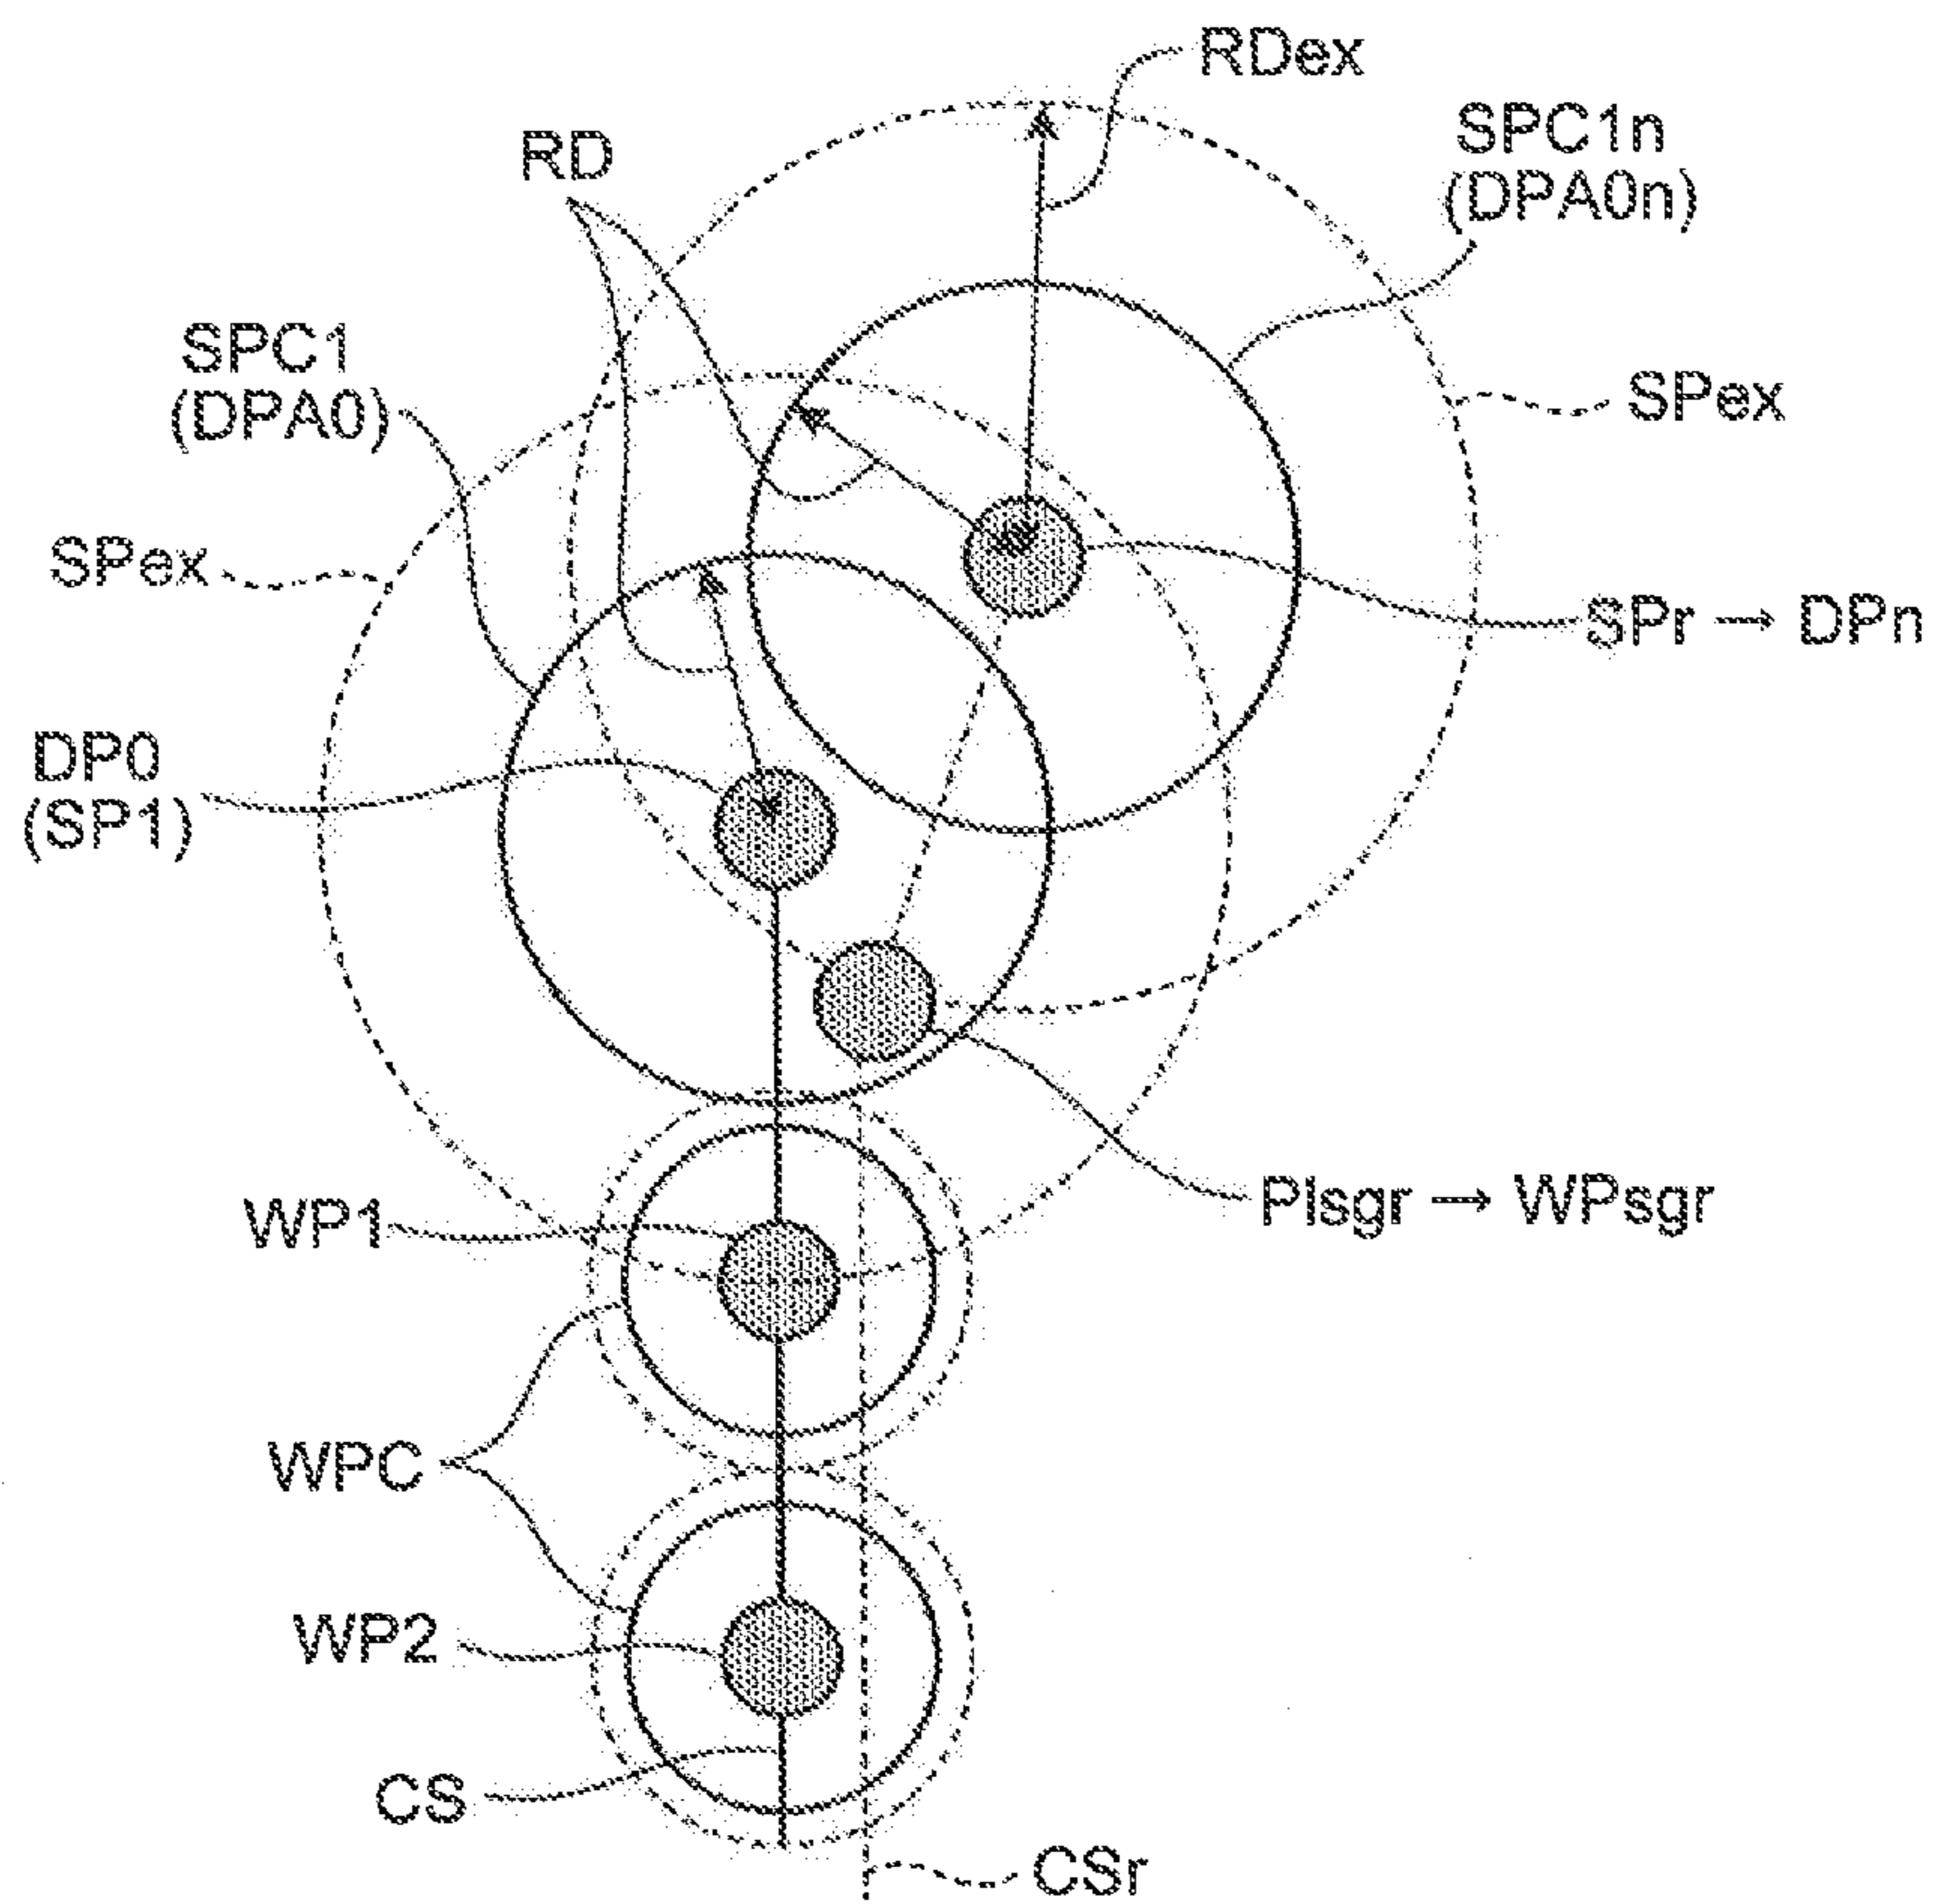 RDex
RD
SPC1n
(DPA0n)
SPC1
(DPA0)
SPex
SPex
SPr → DPn
DP0
(SP1)
WP1
PIsgr → WPsgr
WPC
WP2
CS
CSr